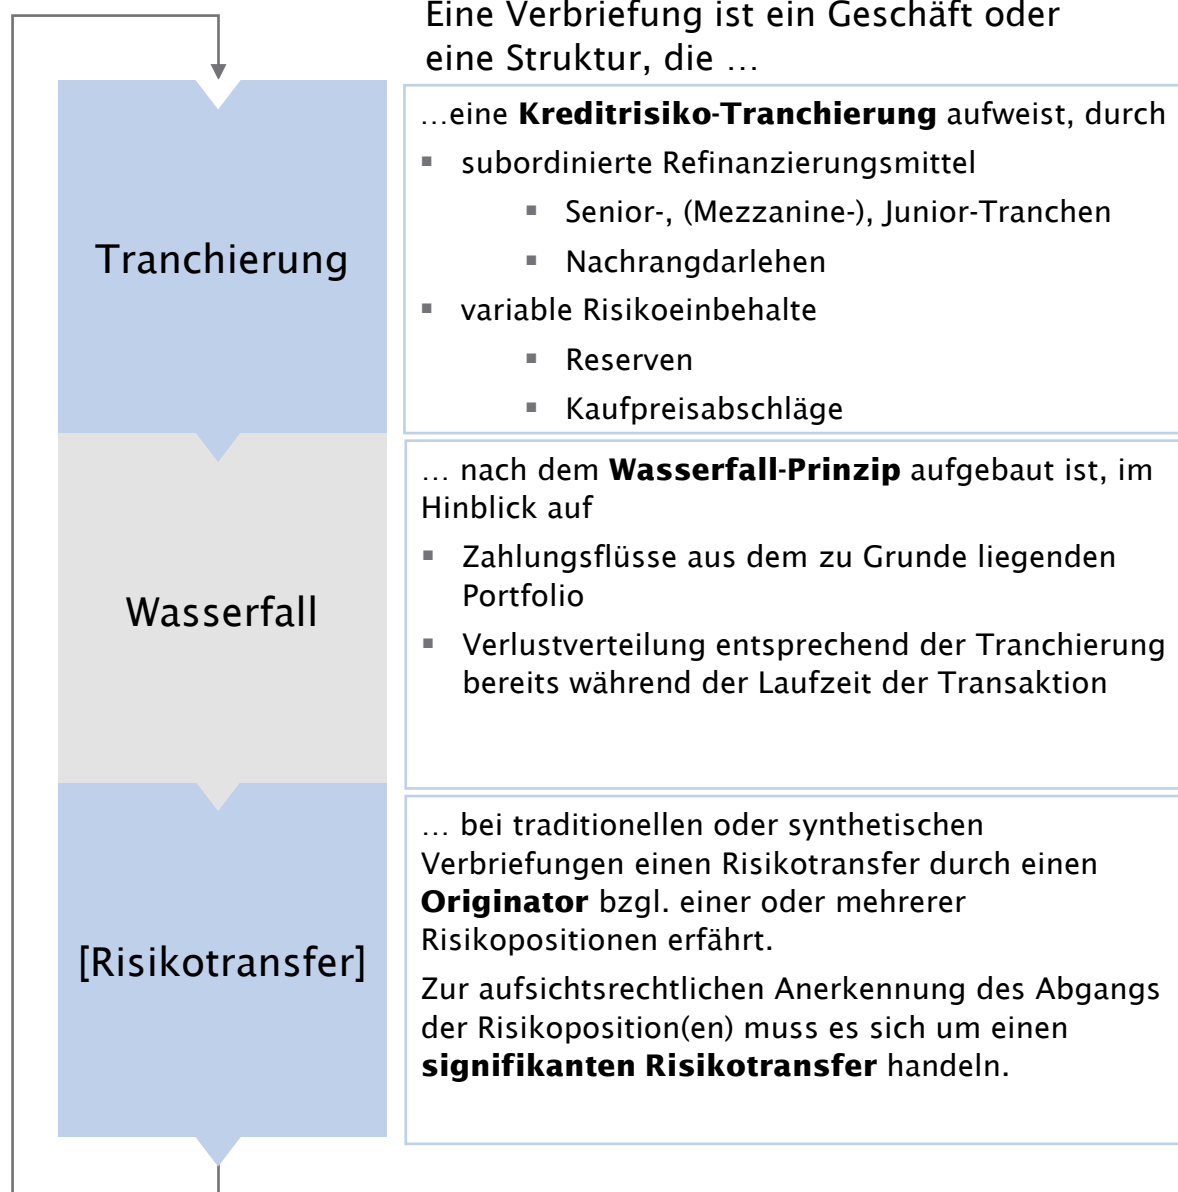 Eine Verbriefung ist ein Geschäft oder
eine Struktur, die …
Tranchierung
…eine Kreditrisiko-Tranchierung aufweist, durch
▪ subordinierte Refinanzierungsmittel
▪ Senior-, (Mezzanine-), Junior-Tranchen
▪ Nachrangdarlehen
▪ variable Risikoeinbehalte
▪ Reserven
▪ Kaufpreisabschläge
Wasserfall
… nach dem Wasserfall-Prinzip aufgebaut ist, im
Hinblick auf
▪ Zahlungsflüsse aus dem zu Grunde liegenden
Portfolio
▪ Verlustverteilung entsprechend der Tranchierung
bereits während der Laufzeit der Transaktion
[Risikotransfer]
… bei traditionellen oder synthetischen
Verbriefungen einen Risikotransfer durch einen
Originator bzgl. einer oder mehrerer
Risikopositionen erfährt.
Zur aufsichtsrechtlichen Anerkennung des Abgangs
der Risikoposition(en) muss es sich um einen
signifikanten Risikotransfer handeln.